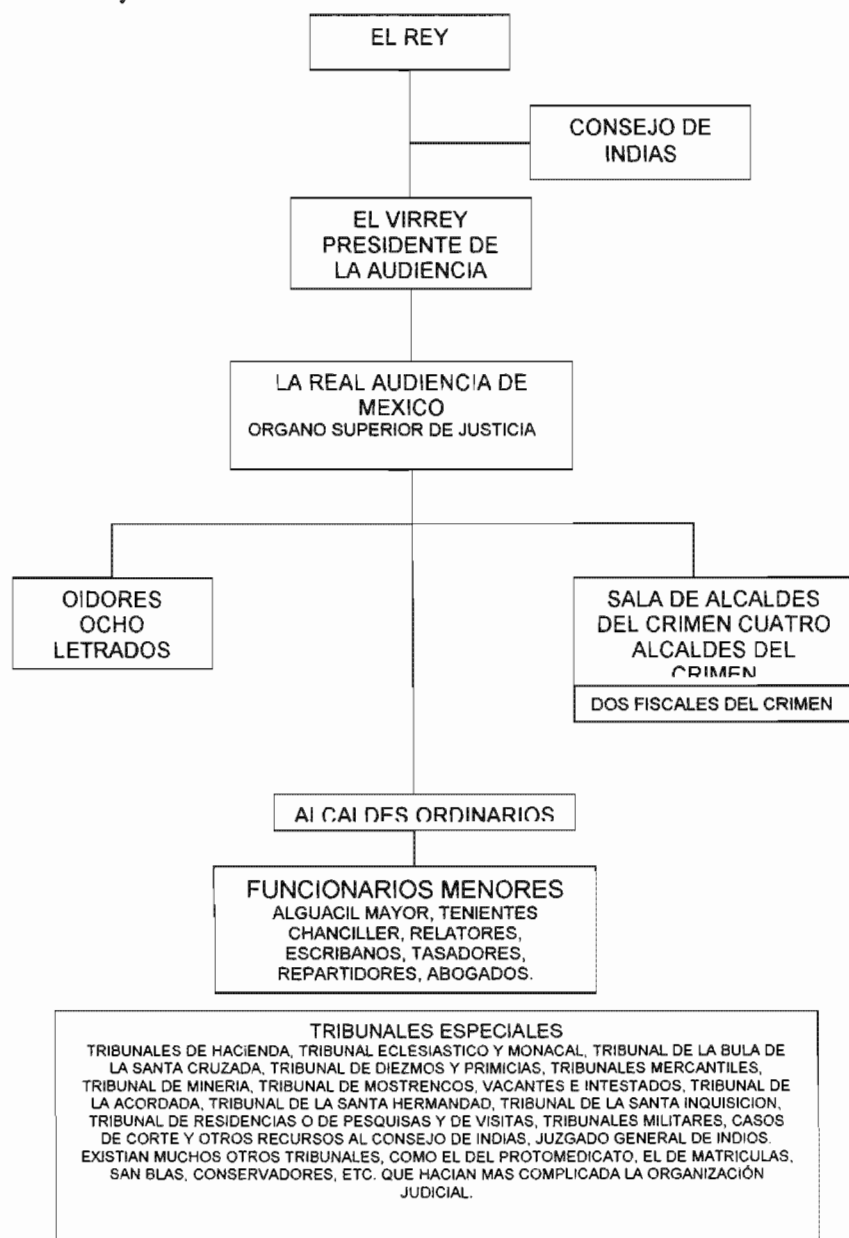 EL REY
CONSEJO DE
INDIAS
EL VIRREY
PRESIDENTE DE
LA AUDIENCIA
LA REAL AUDIENCIA DE
MEXICO
ORGANO SUPERIOR DE JUSTICIA
OIDORES
OCHO
LETRADOS
SALA DE ALCALDES
DEL CRIMEN CUATRO
ALCALDES DEL
CRIMEN
DOS FISCALES DEL CRIMEN
ALCALDES ORDINARIOS
FUNCIONARIOS MENORES
ALGUACIL MAYOR, TENIENTES
CHANCILLER, RELATORES,
ESCRIBANOS, TASADORES,
REPARTIDORES, ABOGADOS.
TRIBUNALES ESPECIALES
TRIBUNALES DE HACIENDA, TRIBUNAL ECLESIASTICO Y MONACAL, TRIBUNAL DE LA BULA DE
LA SANTA CRUZADA, TRIBUNAL DE DIEZMOS Y PRIMICIAS, TRIBUNALES MERCANTILES,
TRIBUNAL DE MINERIA, TRIBUNAL DE MOSTRENCOS, VACANTES E INTESTADOS, TRIBUNAL DE
LA ACORDADA, TRIBUNAL DE LA SANTA HERMANDAD, TRIBUNAL DE LA SANTA INQUISICION,
TRIBUNAL DE RESIDENCIAS O DE PESQUISAS Y DE VISITAS, TRIBUNALES MILITARES, CASOS
DE CORTE Y OTROS RECURSOS AL CONSEJO DE INDIAS, JUZGADO GENERAL DE INDIOS.
EXISTIAN MUCHOS OTROS TRIBUNALES, COMO EL DEL PROTOMEDICATO, EL DE MATRICULAS,
SAN BLAS, CONSERVADORES, ETC. QUE HACIAN MAS COMPLICADA LA ORGANIZACIÓN
JUDICIAL.